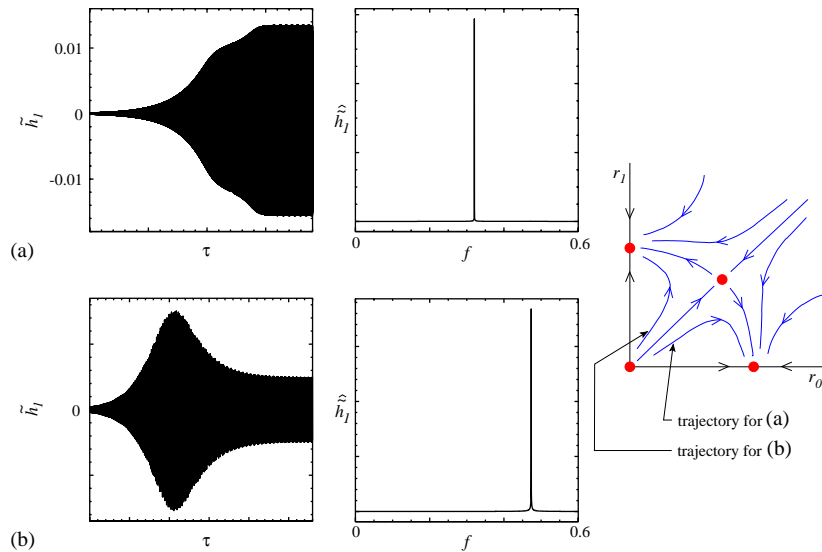 0.01
0
-0.01
h̃₁
τ
(a)
ĥ̃₁
0
f
0.6
0
h̃₁
τ
(b)
ĥ̃₁
0
f
0.6
r₁
r₀
trajectory for (a)
trajectory for (b)